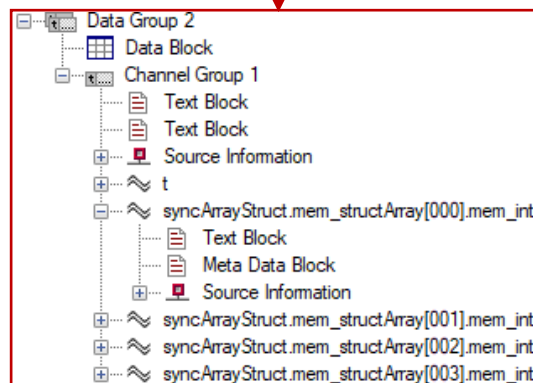 Data Group 2
Data Block
Channel Group 1
Text Block
Text Block
Source Information
t
syncArrayStruct.mem_structArray[000].mem_int
Text Block
Meta Data Block
Source Information
syncArrayStruct.mem_structArray[001].mem_int
syncArrayStruct.mem_structArray[002].mem_int
syncArrayStruct.mem_structArray[003].mem_int